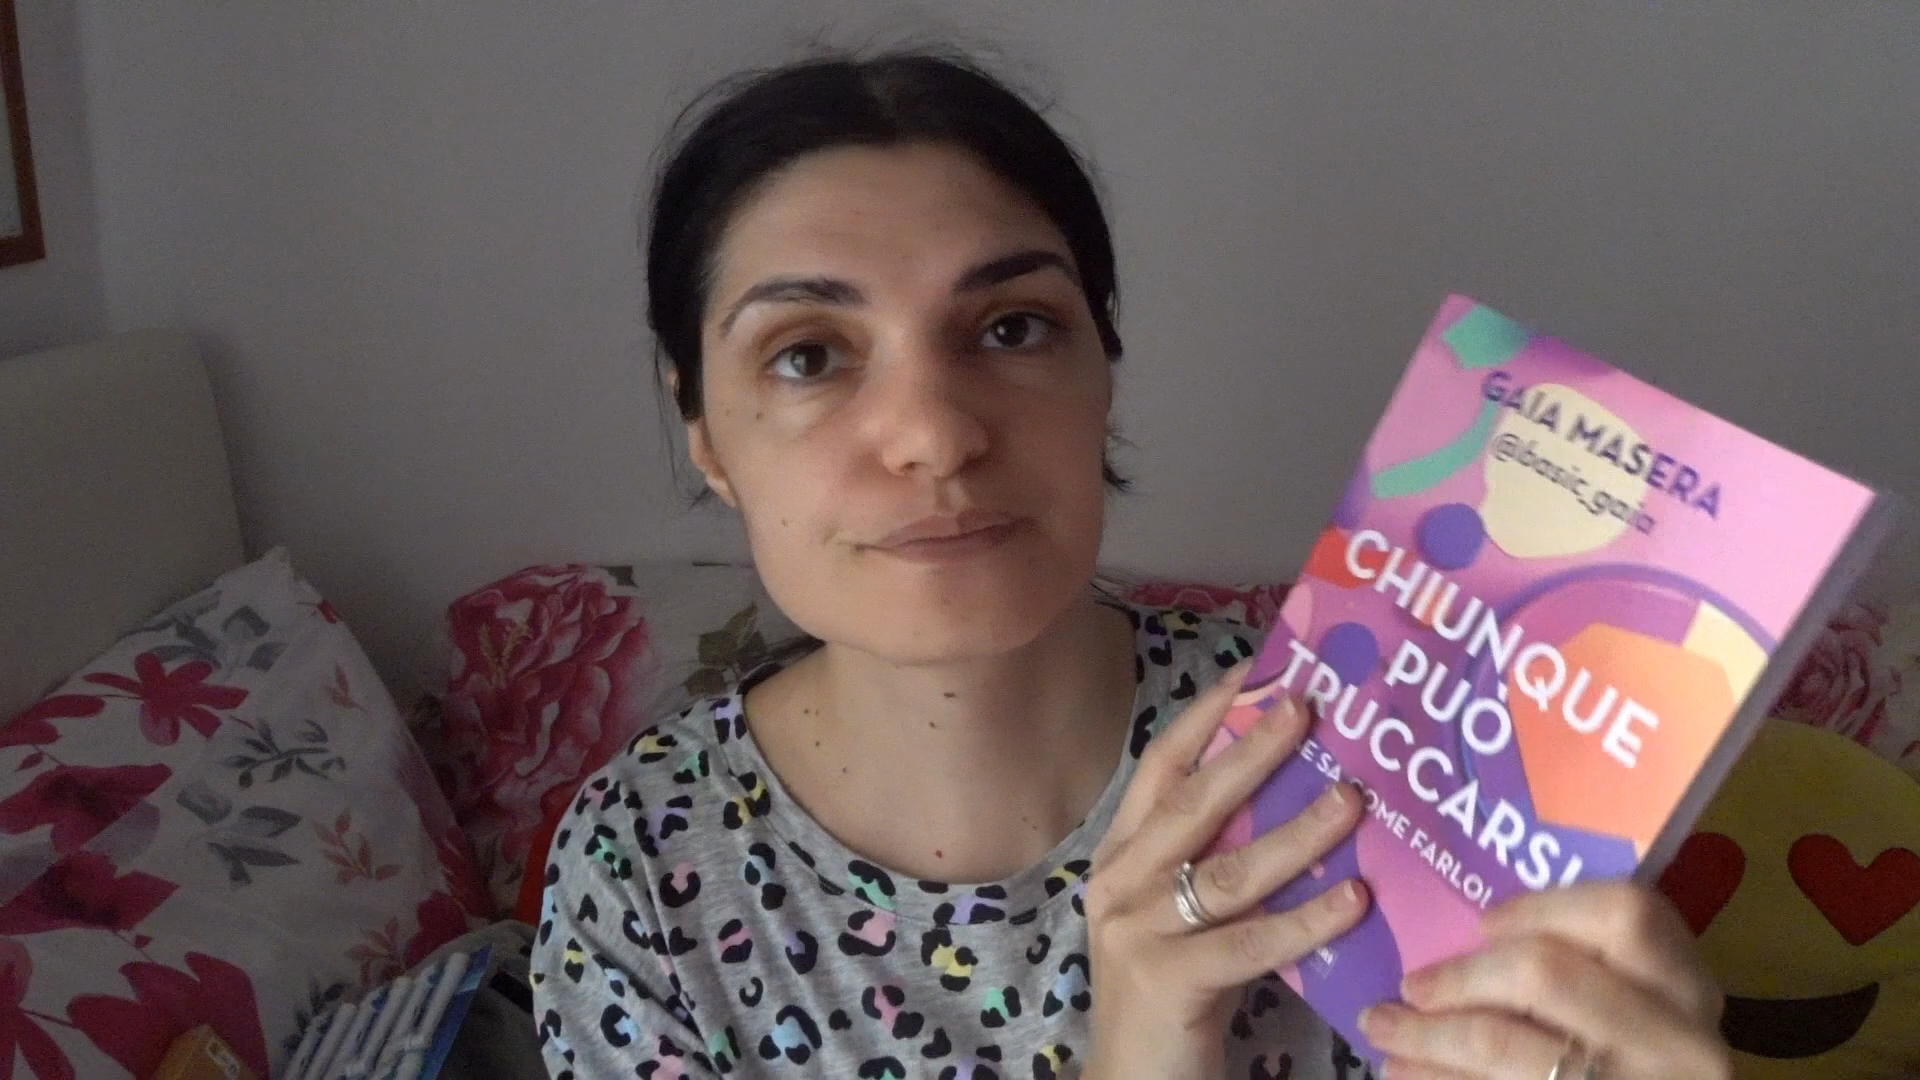 GAIA MASERA
@basic_gaia
CHIUNQUE
PUÒ
TRUCCARSI
SA COME FARLO!